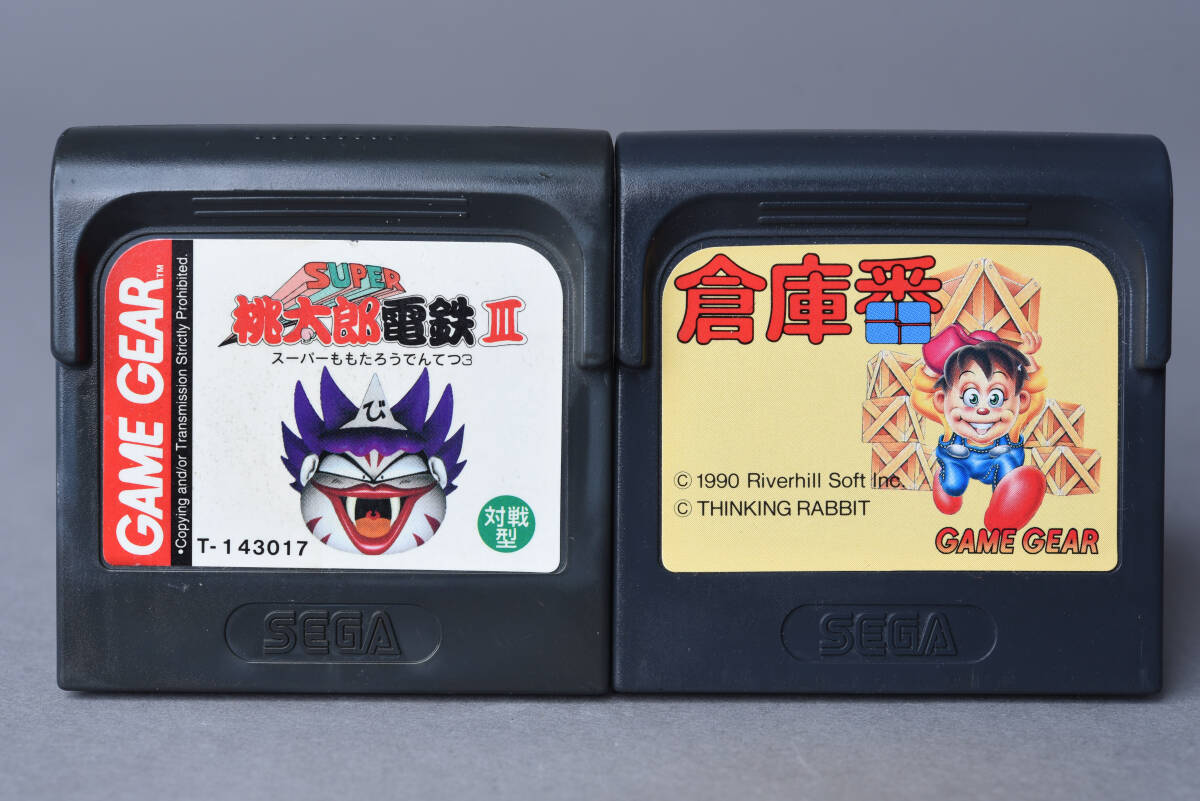 GAME GEAR™
•Copying and/or Transmission Strictly Prohibited.
SUPER
桃太郎電鉄III
スーパーももたろうでんてつ3
び
対戦
型
T-143017
SEGA
倉庫番
© 1990 Riverhill Soft Inc.
© THINKING RABBIT
GAME GEAR
SEGA